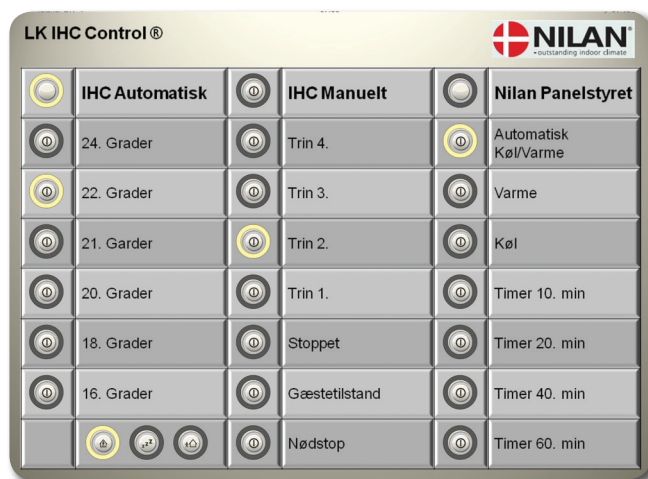 LK IHC Control ®
NILAN®
outstanding indoor climate
IHC Automatisk
IHC Manuelt
Nilan Panelstyret
24. Grader
Trin 4.
Automatisk
Køl/Varme
22. Grader
Trin 3.
Varme
21. Garder
Trin 2.
Køl
20. Grader
Trin 1.
Timer 10. min
18. Grader
Stoppet
Timer 20. min
16. Grader
Gæstetilstand
Timer 40. min
zzZ
Nødstop
Timer 60. min